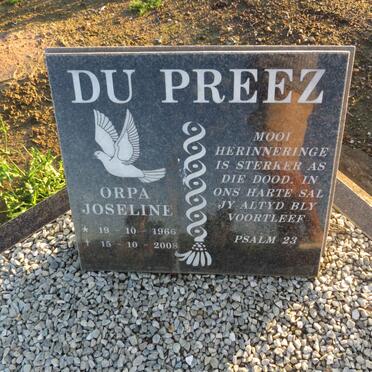 DU PREEZ
ORPA
JOSELINE
* 19 - 10 - 1966
† 15 - 10 - 2008
MOOI
HERINNERINGE
IS STERKER AS
DIE DOOD, IN
ONS HARTE SAL
JY ALTYD BLY
VOORTLEEF
PSALM 23